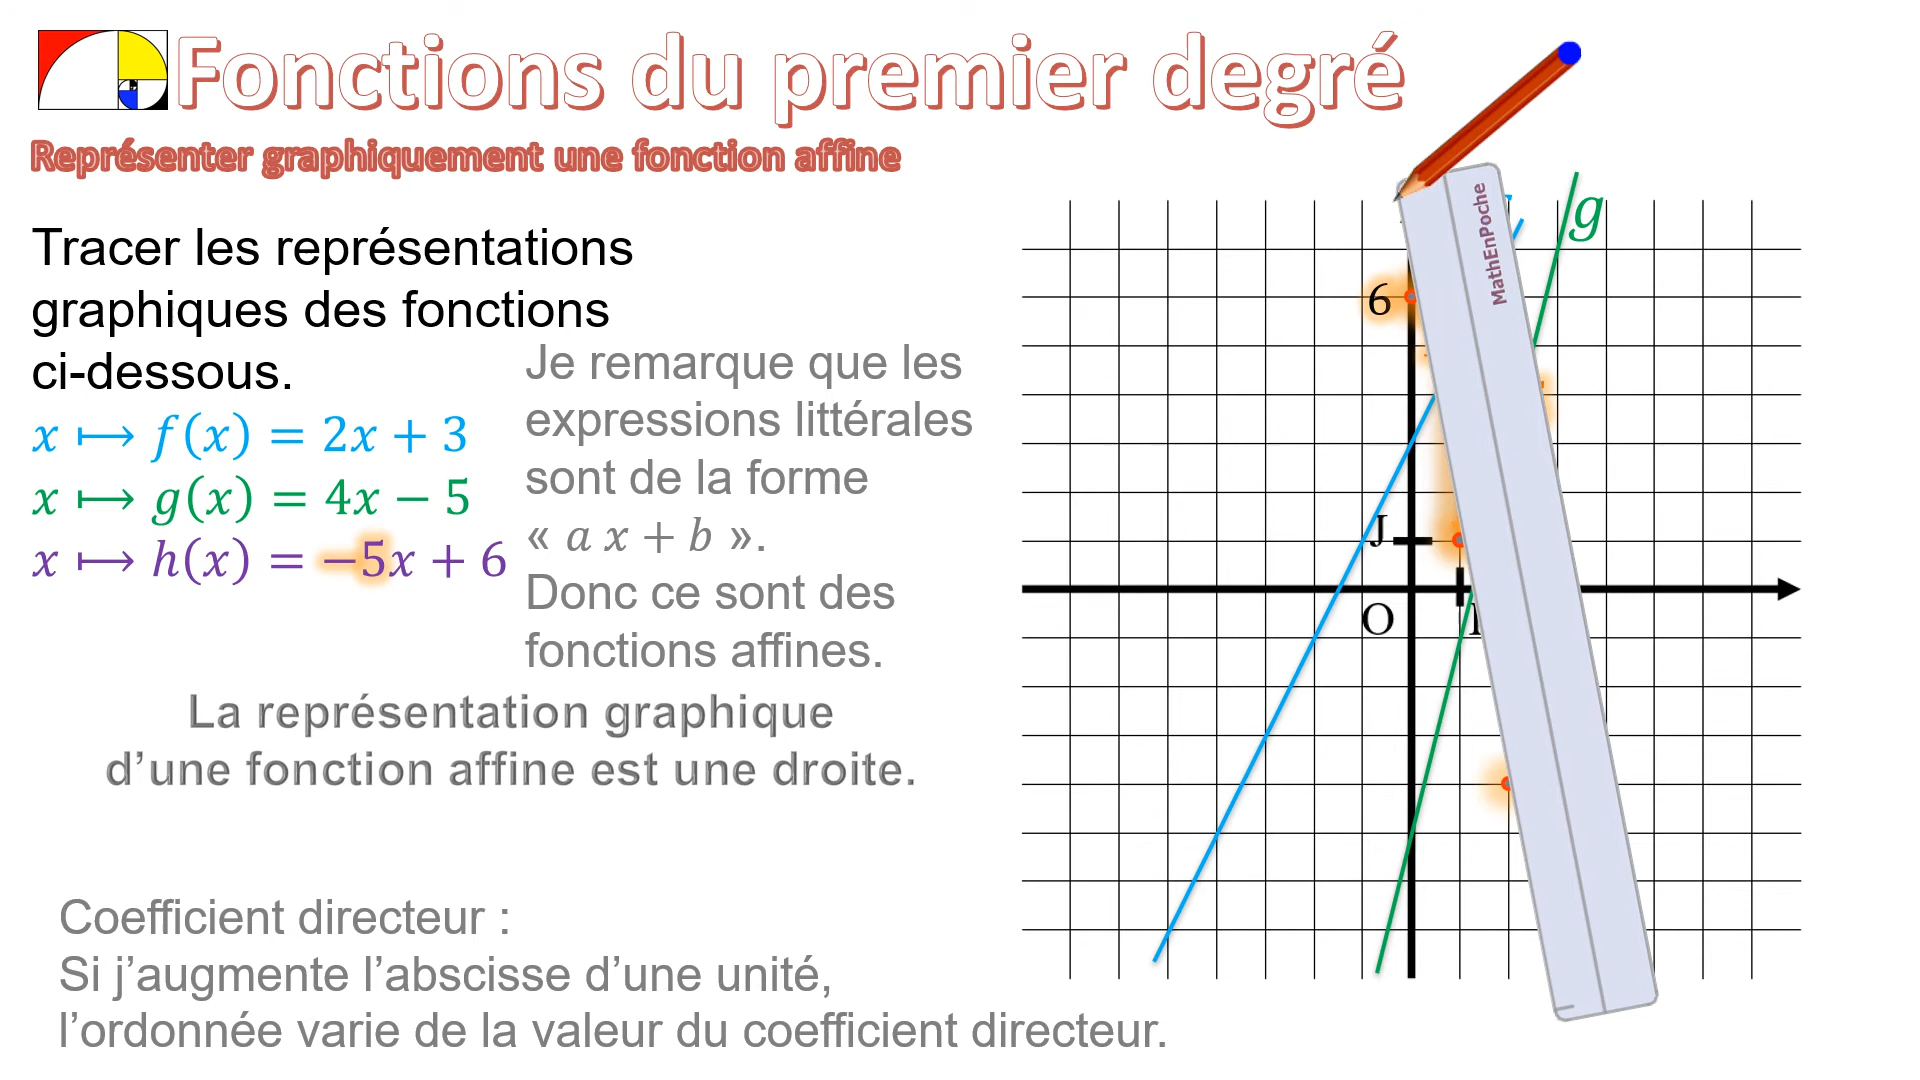 Fonctions du premier degré
Représenter graphiquement une fonction affine
Tracer les représentations
graphiques des fonctions
ci-dessous.
x ⟼ f(x) = 2x + 3
x ⟼ g(x) = 4x − 5
x ⟼ h(x) = −5x + 6
Je remarque que les
expressions littérales
sont de la forme
« a x + b ».
Donc ce sont des
fonctions affines.
La représentation graphique
d’une fonction affine est une droite.
Coefficient directeur :
Si j’augmente l’abscisse d’une unité,
l’ordonnée varie de la valeur du coefficient directeur.
MathEnPoche
g
6
J
O